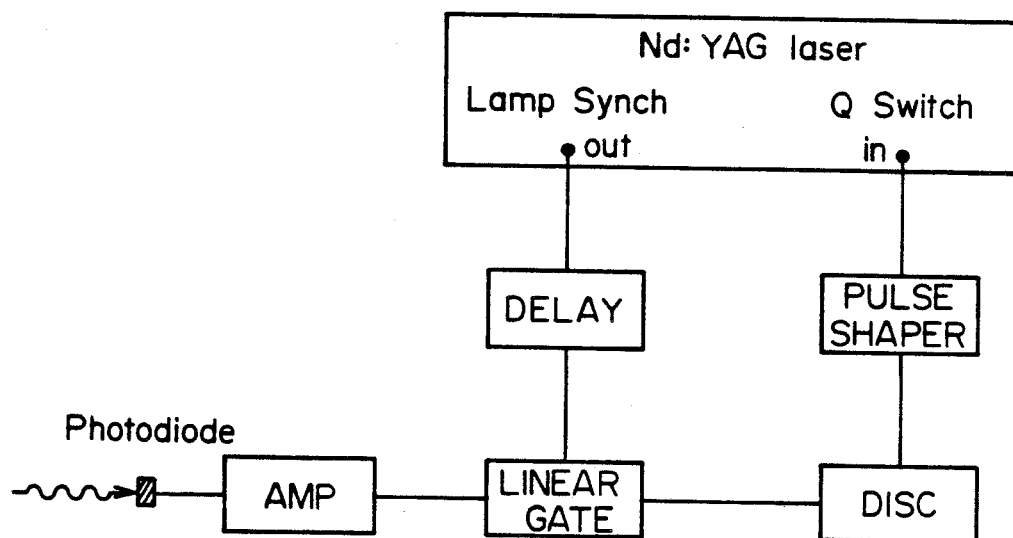 Nd: YAG laser
Lamp Synch
out
Q Switch
in
DELAY
PULSE
SHAPER
Photodiode
AMP
LINEAR
GATE
DISC